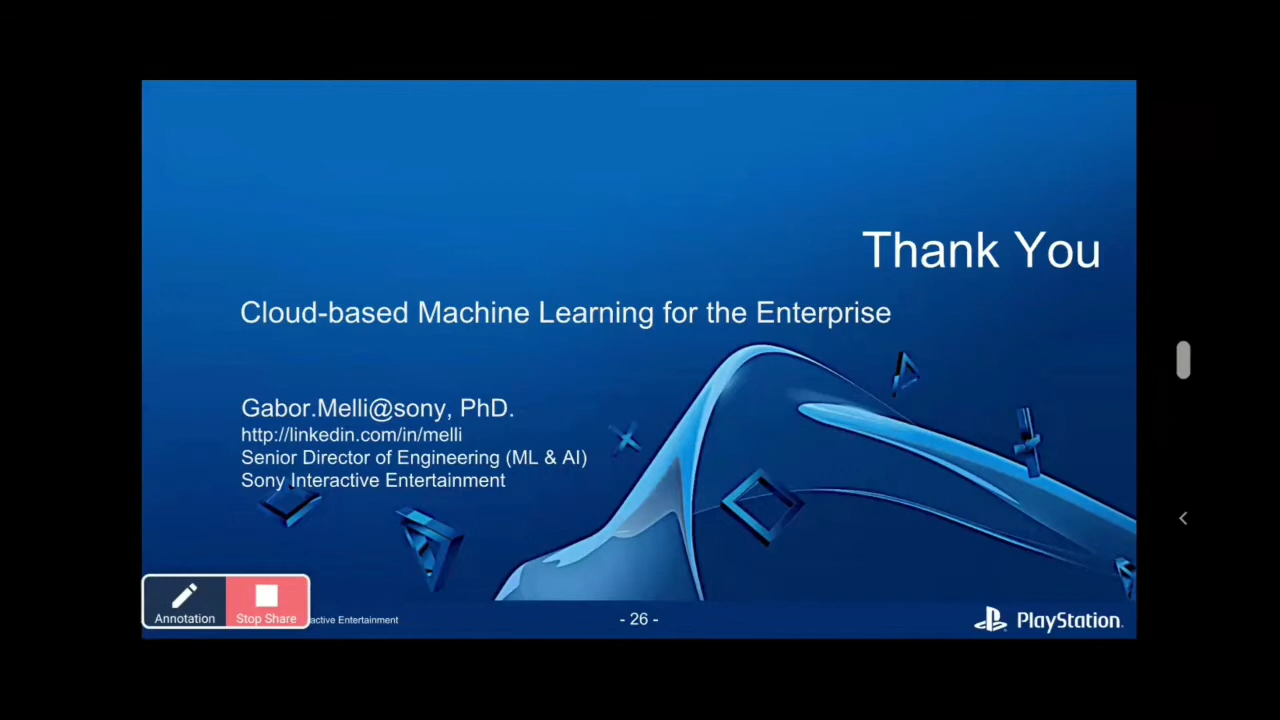 Thank You
Cloud-based Machine Learning for the Enterprise
Gabor.Melli@sony, PhD.
http://linkedin.com/in/melli
Senior Director of Engineering (ML & AI)
Sony Interactive Entertainment
Annotation
Stop Share
active Entertainment
- 26 -
PlayStation.